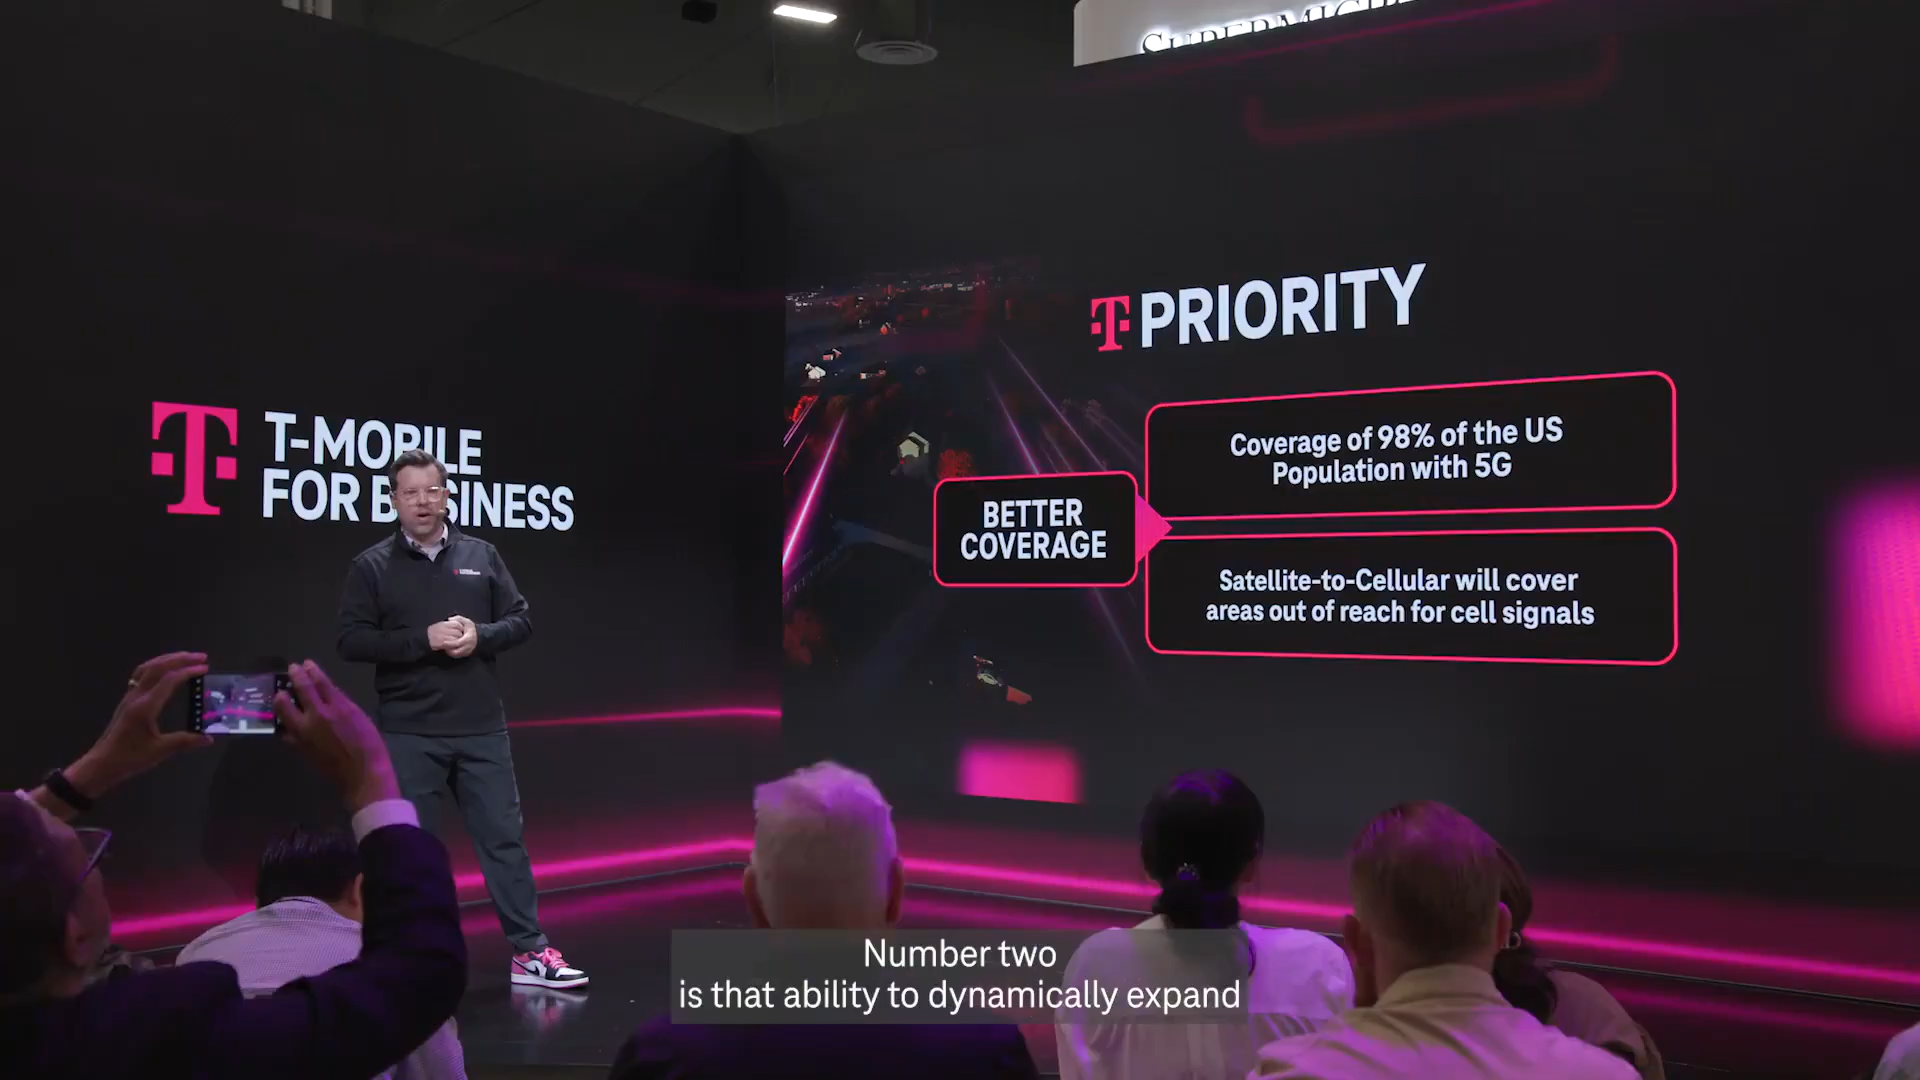 T-MOBILE
FOR BUSINESS
T PRIORITY
BETTER
COVERAGE
Coverage of 98% of the US
Population with 5G
Satellite-to-Cellular will cover
areas out of reach for cell signals
Number two
is that ability to dynamically expand